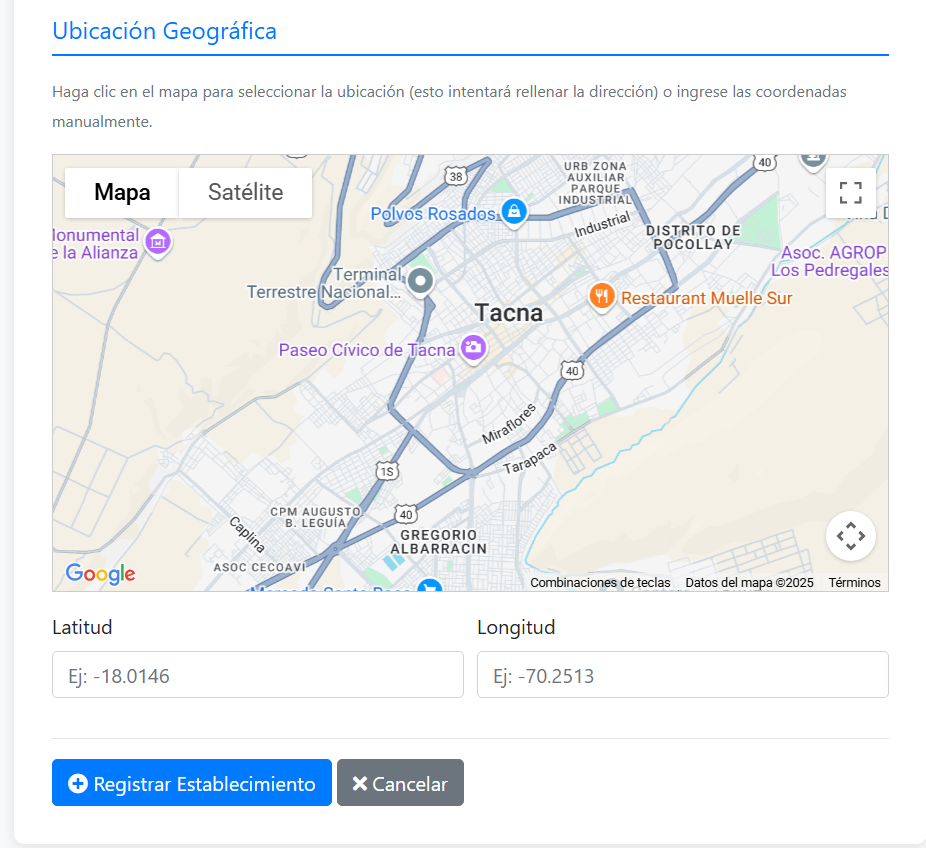 Ubicación Geográfica
Haga clic en el mapa para seleccionar la ubicación (esto intentará rellenar la dirección) o ingrese las coordenadas
manualmente.
Mapa
Satélite
38
URB ZONA
AUXILIAR
PARQUE
INDUSTRIAL
40
Polvos Rosados
Industrial
DISTRITO DE
POCOLLAY
Asoc. AGROP
Los Pedregales
Terminal
Terrestre Nacional...
Tacna
Restaurant Muelle Sur
Paseo Cívico de Tacna
40
Miraflores
Tarapaca
1S
CPM AUGUSTO
B. LEGUÍA
40
Caplina
GREGORIO
ALBARRACIN
ASOC CECOAVI
Google
Combinaciones de teclas
Datos del mapa ©2025
Términos
Latitud
Longitud
Ej: -18.0146
Ej: -70.2513
Registrar Establecimiento
Cancelar